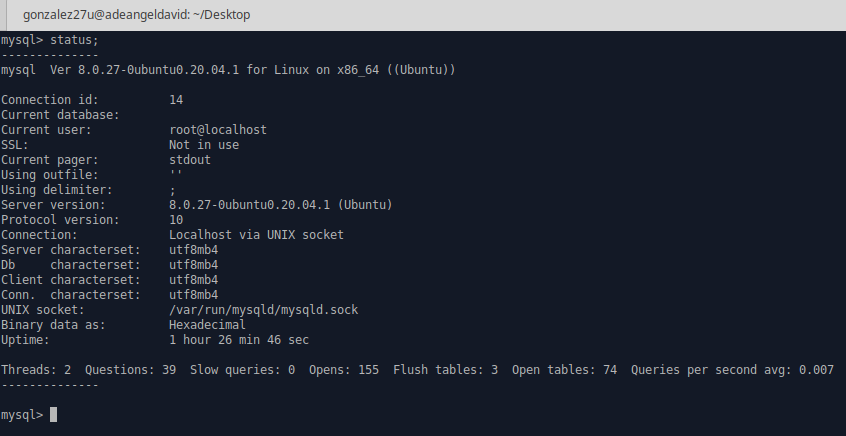 gonzalez27u@adeangeldavid: ~/Desktop
mysql> status;
--------------
mysql  Ver 8.0.27-0ubuntu0.20.04.1 for Linux on x86_64 ((Ubuntu))

Connection id:          14
Current database:
Current user:           root@localhost
SSL:                    Not in use
Current pager:          stdout
Using outfile:          ''
Using delimiter:        ;
Server version:         8.0.27-0ubuntu0.20.04.1 (Ubuntu)
Protocol version:       10
Connection:             Localhost via UNIX socket
Server characterset:    utf8mb4
Db     characterset:    utf8mb4
Client characterset:    utf8mb4
Conn.  characterset:    utf8mb4
UNIX socket:            /var/run/mysqld/mysqld.sock
Binary data as:         Hexadecimal
Uptime:                 1 hour 26 min 46 sec

Threads: 2  Questions: 39  Slow queries: 0  Opens: 155  Flush tables: 3  Open tables: 74  Queries per second avg: 0.007
--------------

mysql>